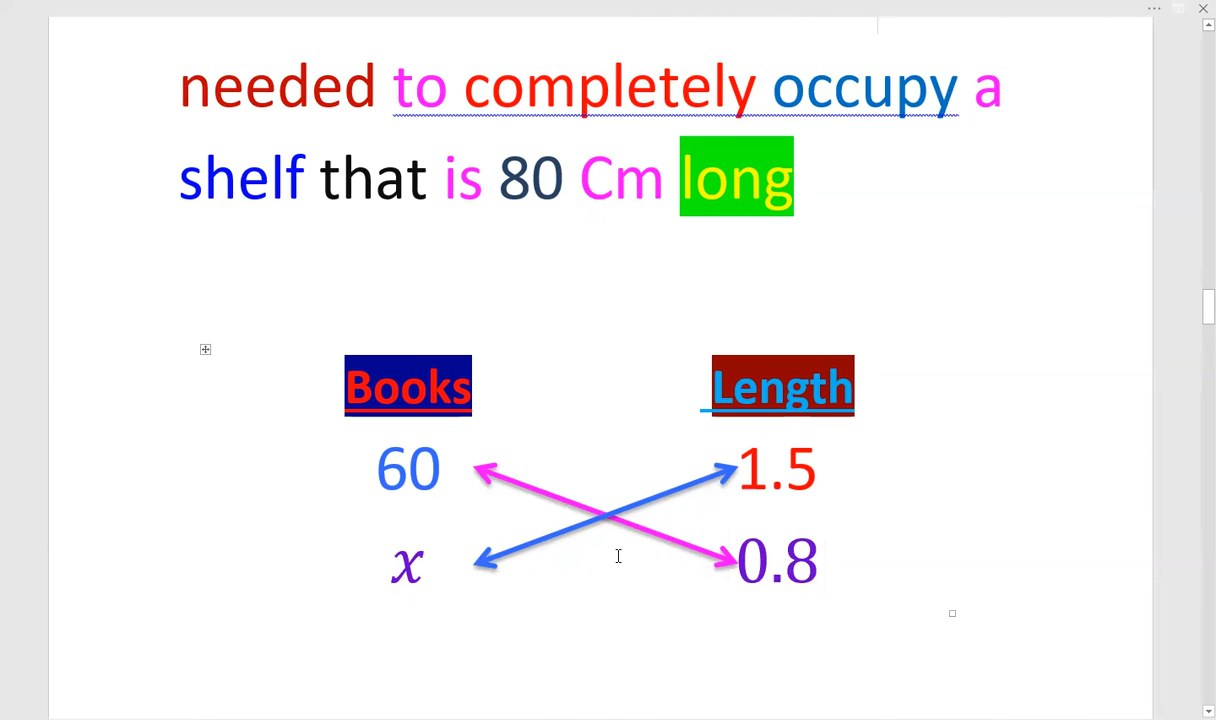 needed to completely occupy a
shelf that is 80 Cm long
Books Length
60 1.5
x 0.8